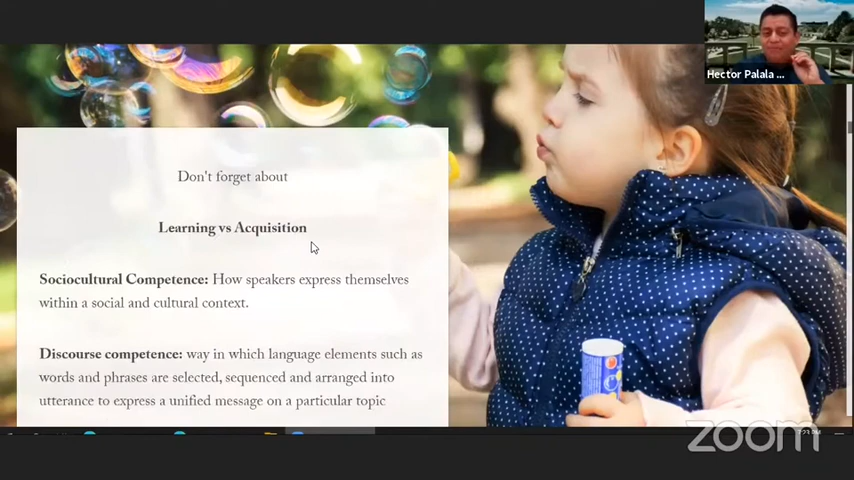 Hector Palala ...
Don't forget about
Learning vs Acquisition
Sociocultural Competence: How speakers express themselves
within a social and cultural context.
Discourse competence: way in which language elements such as
words and phrases are selected, sequenced and arranged into
utterance to express a unified message on a particular topic
zoom